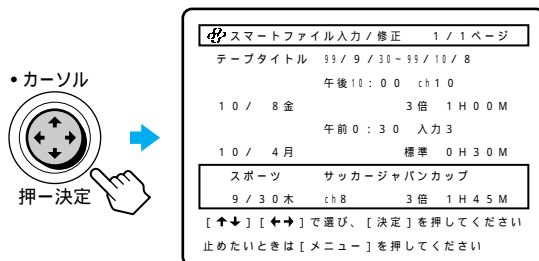 • カーソル
押ー決定
スマートファイル入力/修正 1/1ページ
テープタイトル 99/9/30~99/10/8
午後10:00 ch10
10/ 8金 3倍 1H00M
午前0:30 入力3
10/ 4月 標準 0H30M
スポーツ サッカージャパンカップ
9/30木 ch8 3倍 1H45M
[↑↓][←→]で選び、[決定]を押してください
止めたいときは[メニュー]を押してください